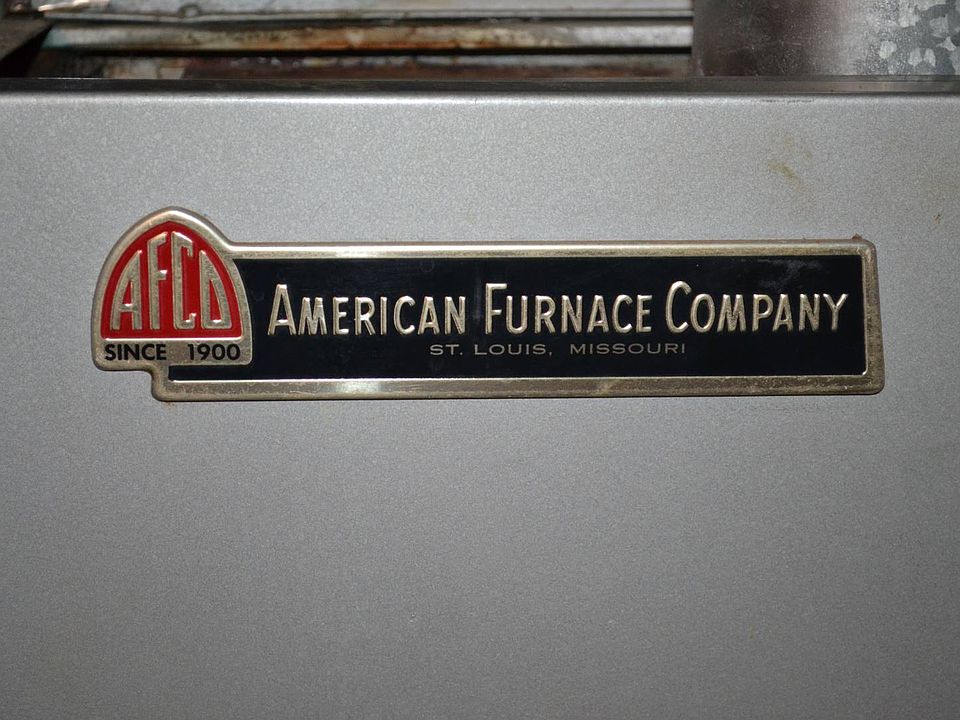 AFCO
SINCE 1900
AMERICAN FURNACE COMPANY
ST. LOUIS, MISSOURI